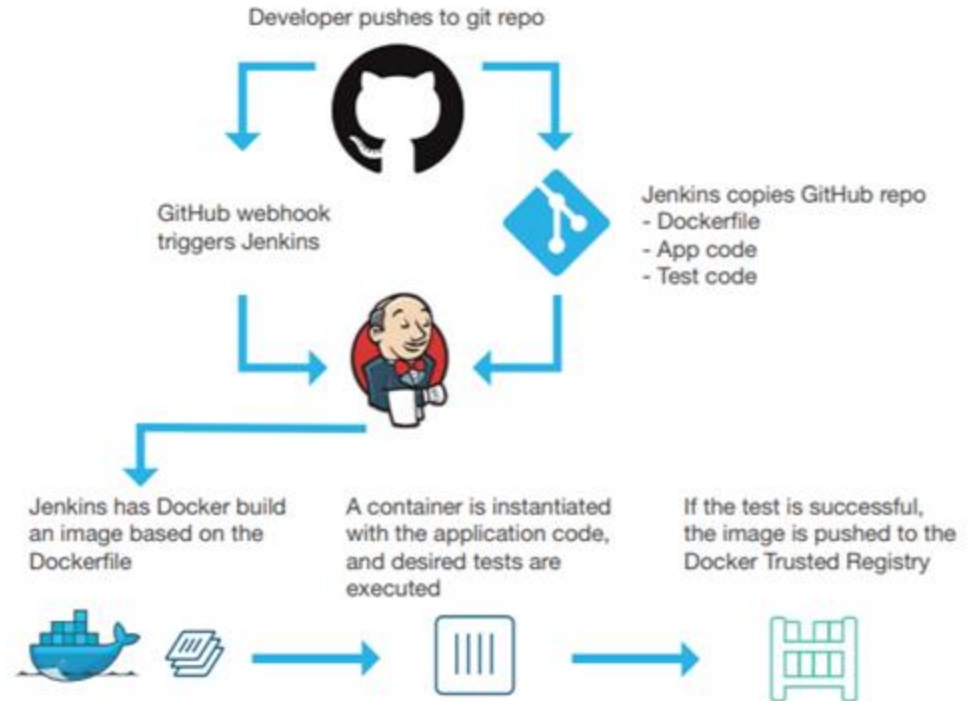 Developer pushes to git repo
GitHub webhook
triggers Jenkins
Jenkins copies GitHub repo
- Dockerfile
- App code
- Test code
Jenkins has Docker build
an image based on the
Dockerfile
A container is instantiated
with the application code,
and desired tests are
executed
If the test is successful,
the image is pushed to the
Docker Trusted Registry